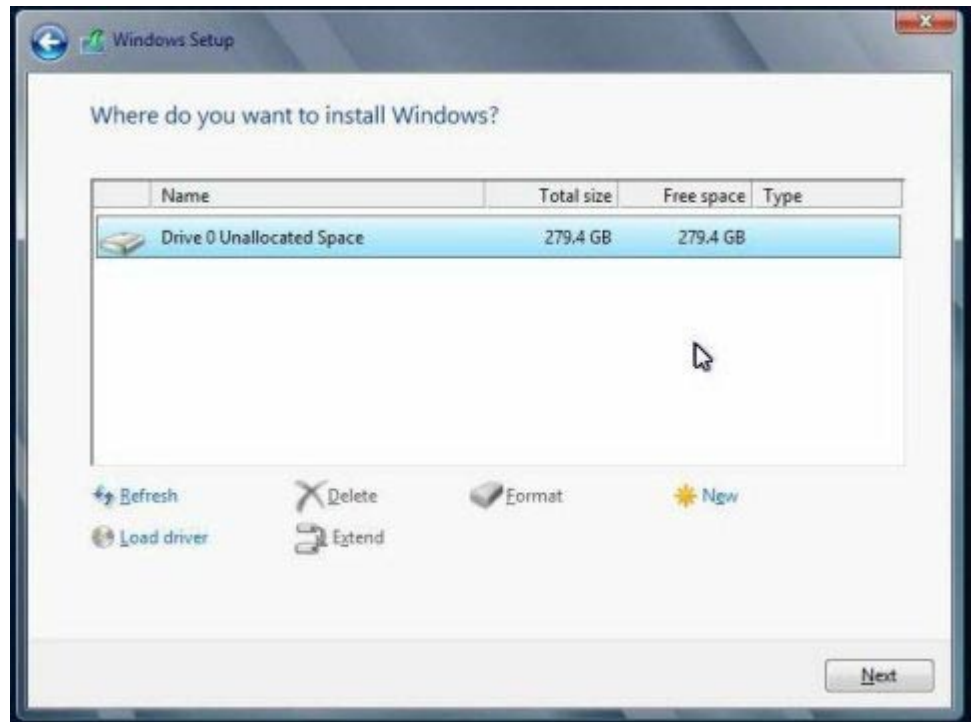 Windows Setup
Where do you want to install Windows?
Name Total size Free space Type
Drive 0 Unallocated Space 279.4 GB 279.4 GB
Refresh Delete Format New
Load driver Extend
Next